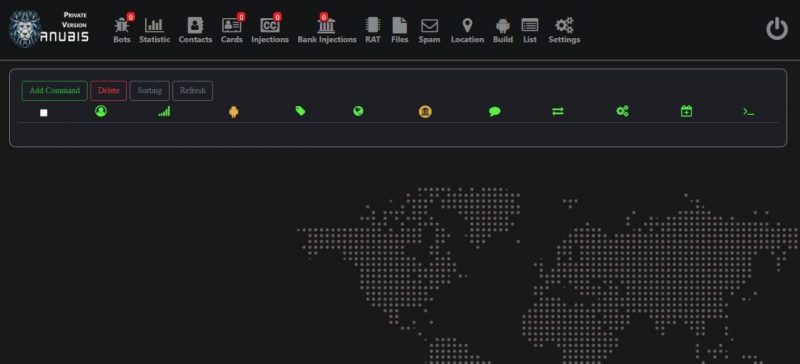 Private
Version
ANUBIS
0 0 CC 0 0
Bots Statistic Contacts Cards Injections Bank Injections RAT Files Spam Location Build List Settings
Add Command Delete Sorting Refresh